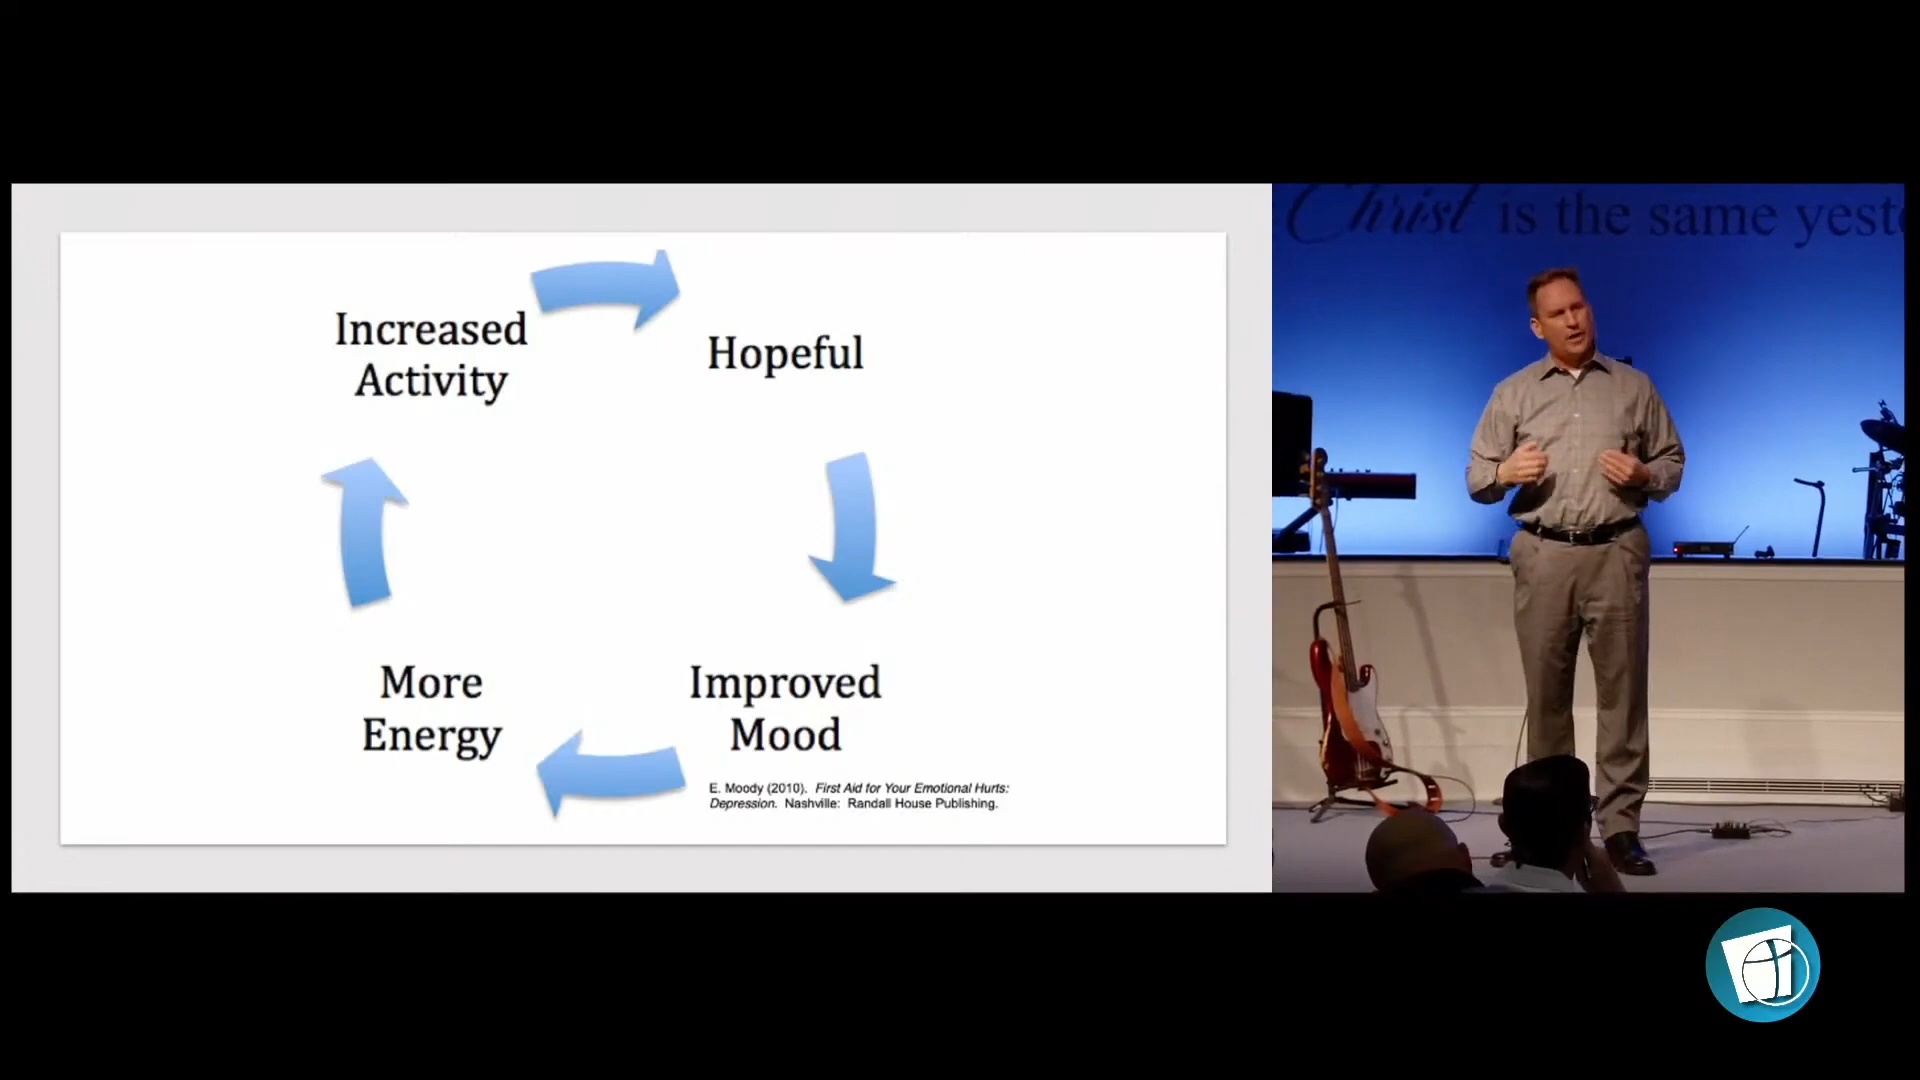 Christ is the same yest
Increased
Activity
Hopeful
More
Energy
Improved
Mood
E. Moody (2010). First Aid for Your Emotional Hurts:
Depression. Nashville: Randall House Publishing.